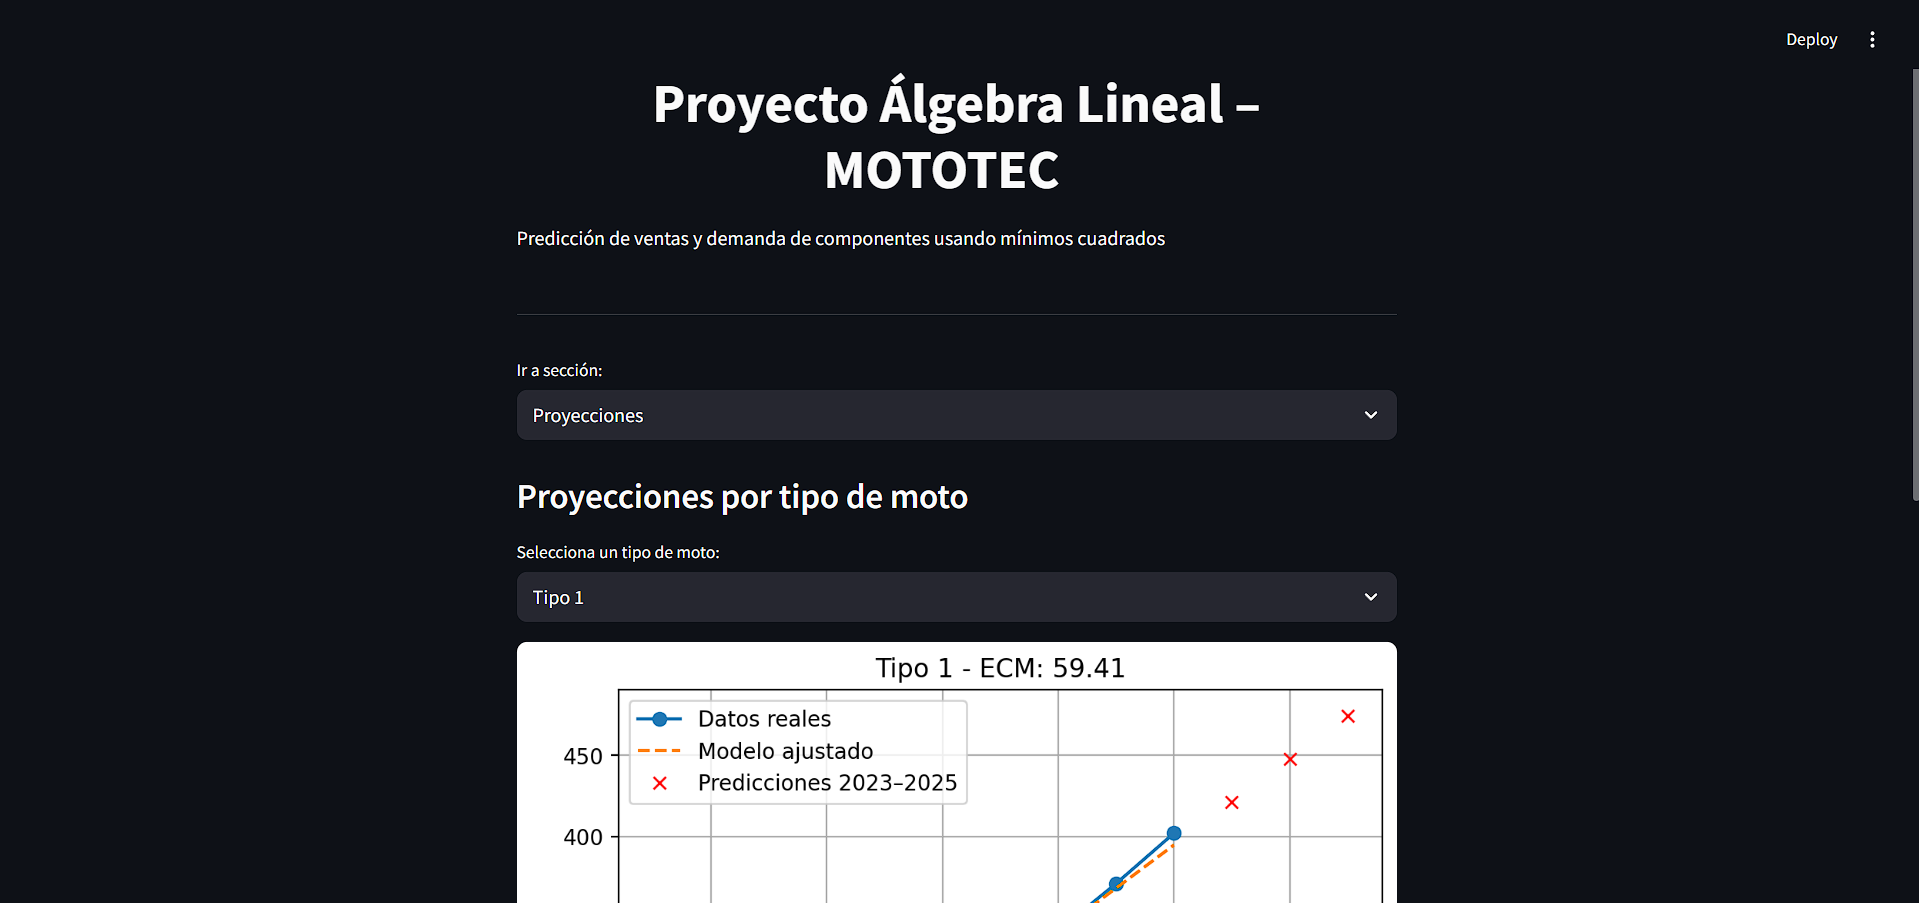 Deploy
Proyecto Álgebra Lineal –
MOTOTEC
Predicción de ventas y demanda de componentes usando mínimos cuadrados
Ir a sección:
Proyecciones
Proyecciones por tipo de moto
Selecciona un tipo de moto:
Tipo 1
Tipo 1 - ECM: 59.41
Datos reales
Modelo ajustado
Predicciones 2023–2025
450
400